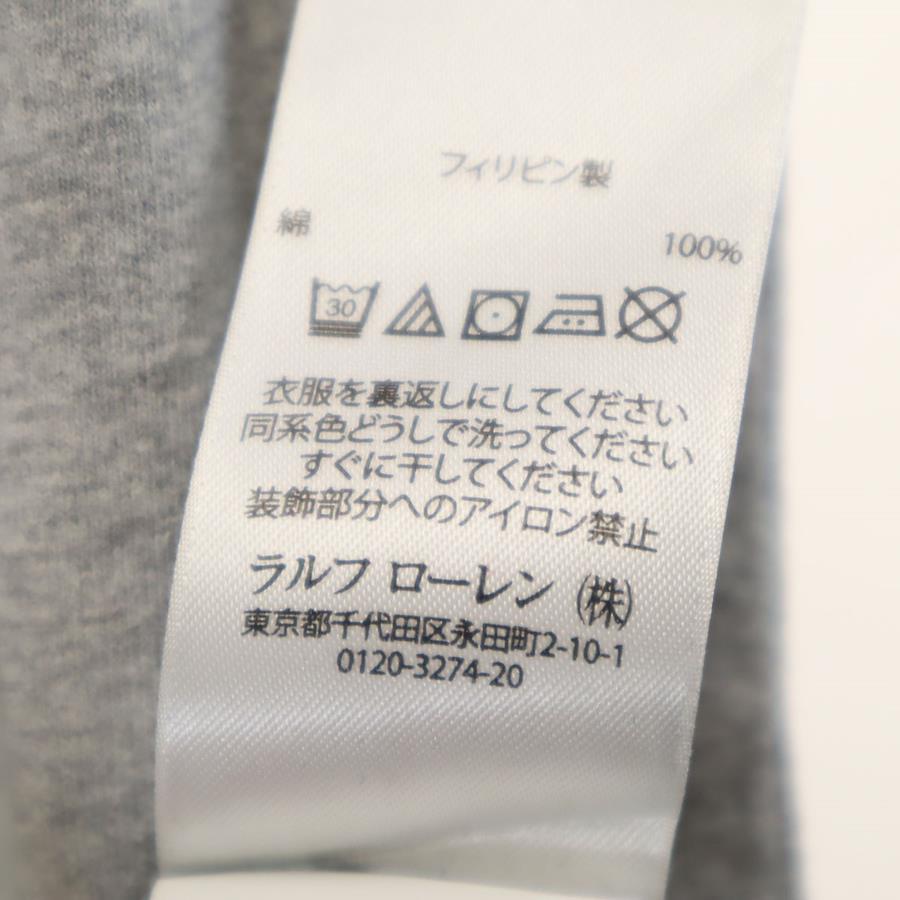 フィリピン製
綿 100%
30
衣服を裏返しにしてください
同系色どうしで洗ってください
すぐに干してください
装飾部分へのアイロン禁止
ラルフ ローレン (株)
東京都千代田区永田町2-10-1
0120-3274-20